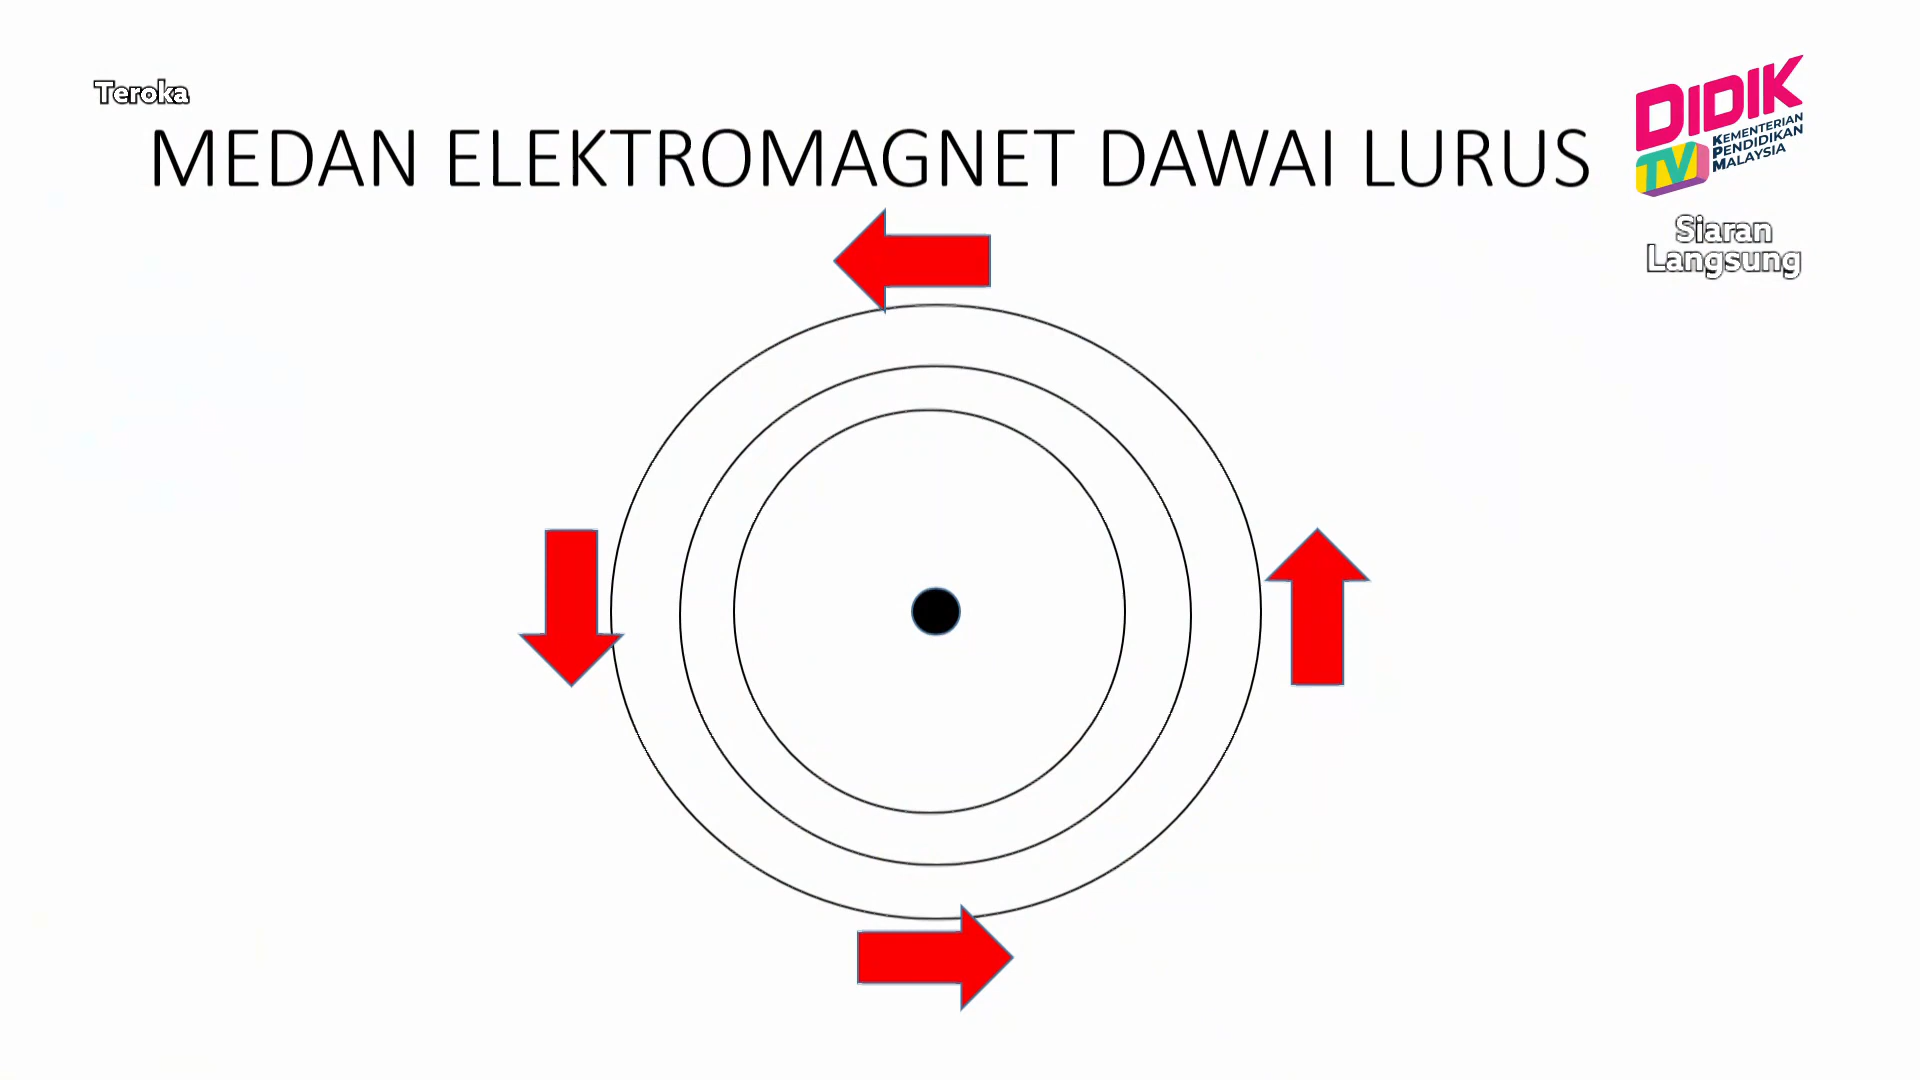 Teroka
MEDAN ELEKTROMAGNET DAWAI LURUS
DIDIK
TV
KEMENTERIAN
PENDIDIKAN
MALAYSIA
Siaran
Langsung